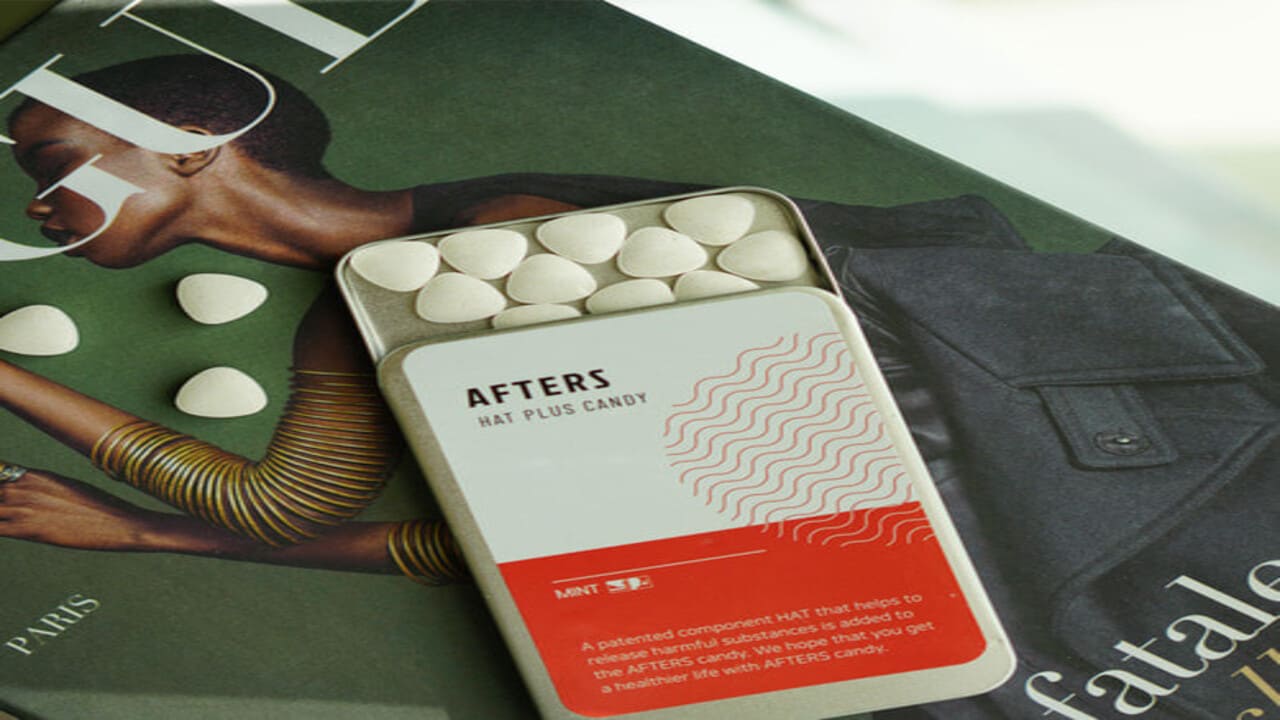 AFTERS
HAT PLUS CANDY
MINT
A patented component HAT that helps to
release harmful substances is added to
the AFTERS candy. We hope that you get
a healthier life with AFTERS candy.
PARIS
fatale